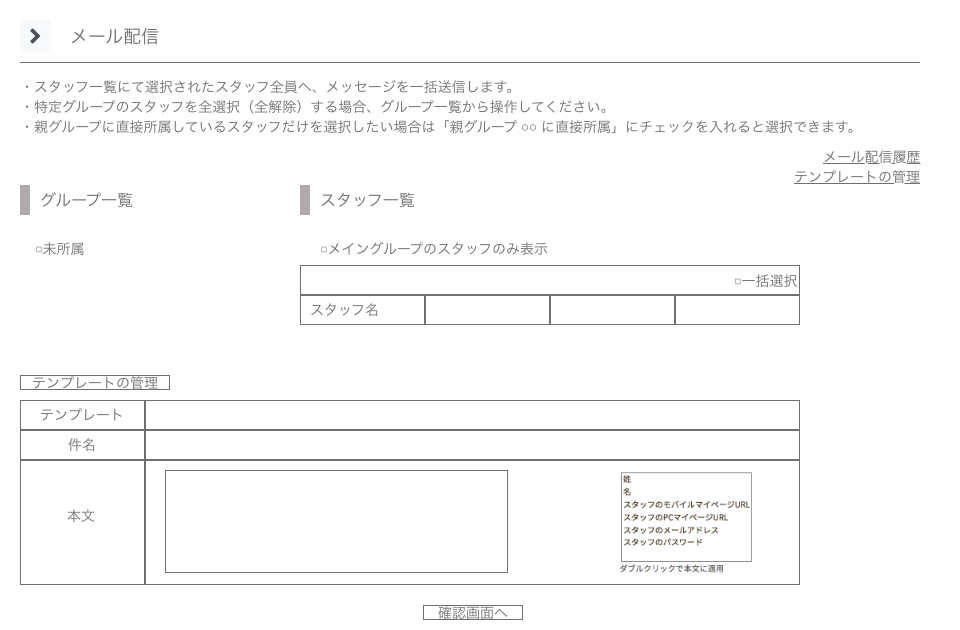 メール配信
・スタッフ一覧にて選択されたスタッフ全員へ、メッセージを一括送信します。
・特定グループのスタッフを全選択（全解除）する場合、グループ一覧から操作してください。
・親グループに直接所属しているスタッフだけを選択したい場合は「親グループ ○○ に直接所属」にチェックを入れると選択できます。
メール配信履歴
テンプレートの管理
グループ一覧
スタッフ一覧
□未所属
□メイングループのスタッフのみ表示
□一括選択
スタッフ名
テンプレートの管理
テンプレート
件名
本文
姓
名
スタッフのモバイルマイページURL
スタッフのPCマイページURL
スタッフのメールアドレス
スタッフのパスワード
ダブルクリックで本文に適用
確認画面へ